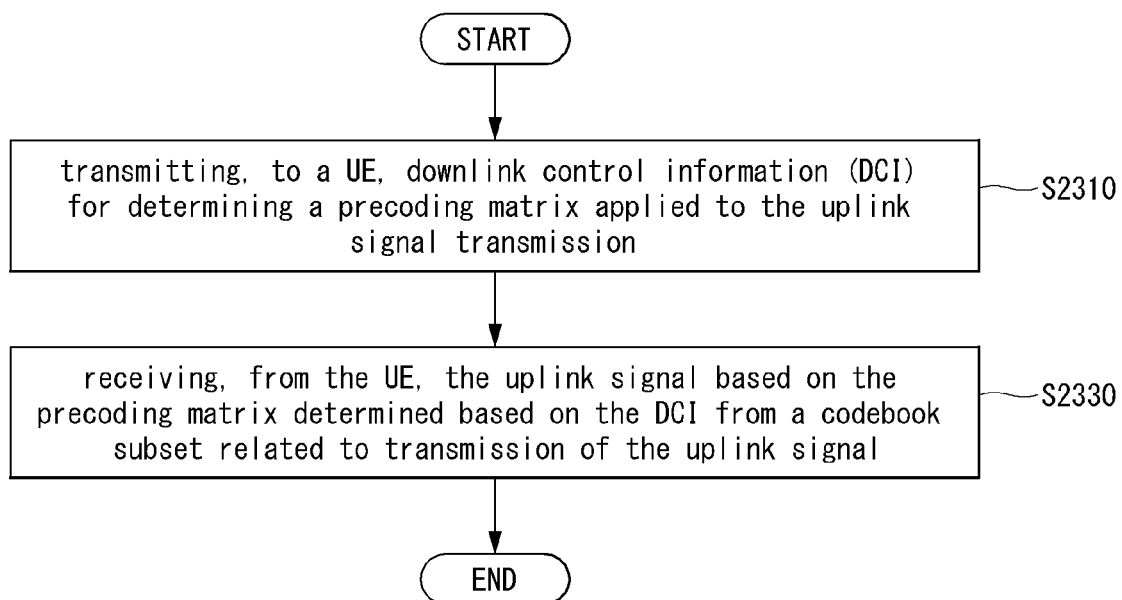 START
transmitting, to a UE, downlink control information (DCI)
for determining a precoding matrix applied to the uplink
signal transmission
S2310
receiving, from the UE, the uplink signal based on the
precoding matrix determined based on the DCI from a codebook
subset related to transmission of the uplink signal
S2330
END